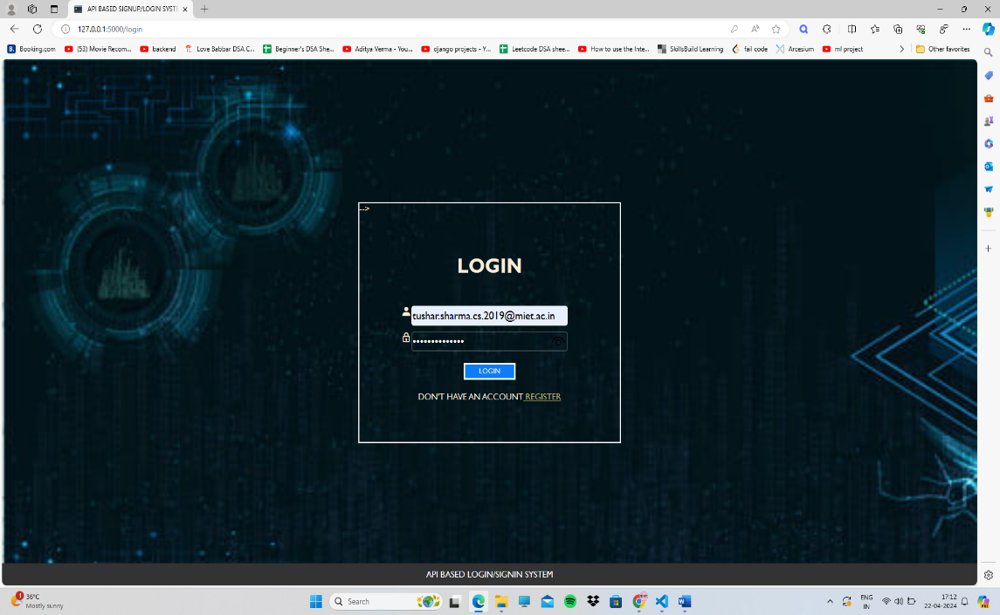 API BASED SIGNUP/LOGIN SYSTE
127.0.0.1:5000/login
Booking.com
(53) Movie Recom...
backend
Love Babbar DSA C...
Beginner's DSA She...
Aditya Verma - You...
django projects - Y...
Leetcode DSA shee...
How to use the Inte...
SkillsBuild Learning
fail code
Arcesium
ml project
Other favorites
-->
LOGIN
tushar.sharma.cs.2019@miet.ac.in
••••••••••••••
LOGIN
DON'T HAVE AN ACCOUNT REGISTER
API BASED LOGIN/SIGNIN SYSTEM
1
36°C
Mostly sunny
Search
ENG
IN
17:12
22-04-2024